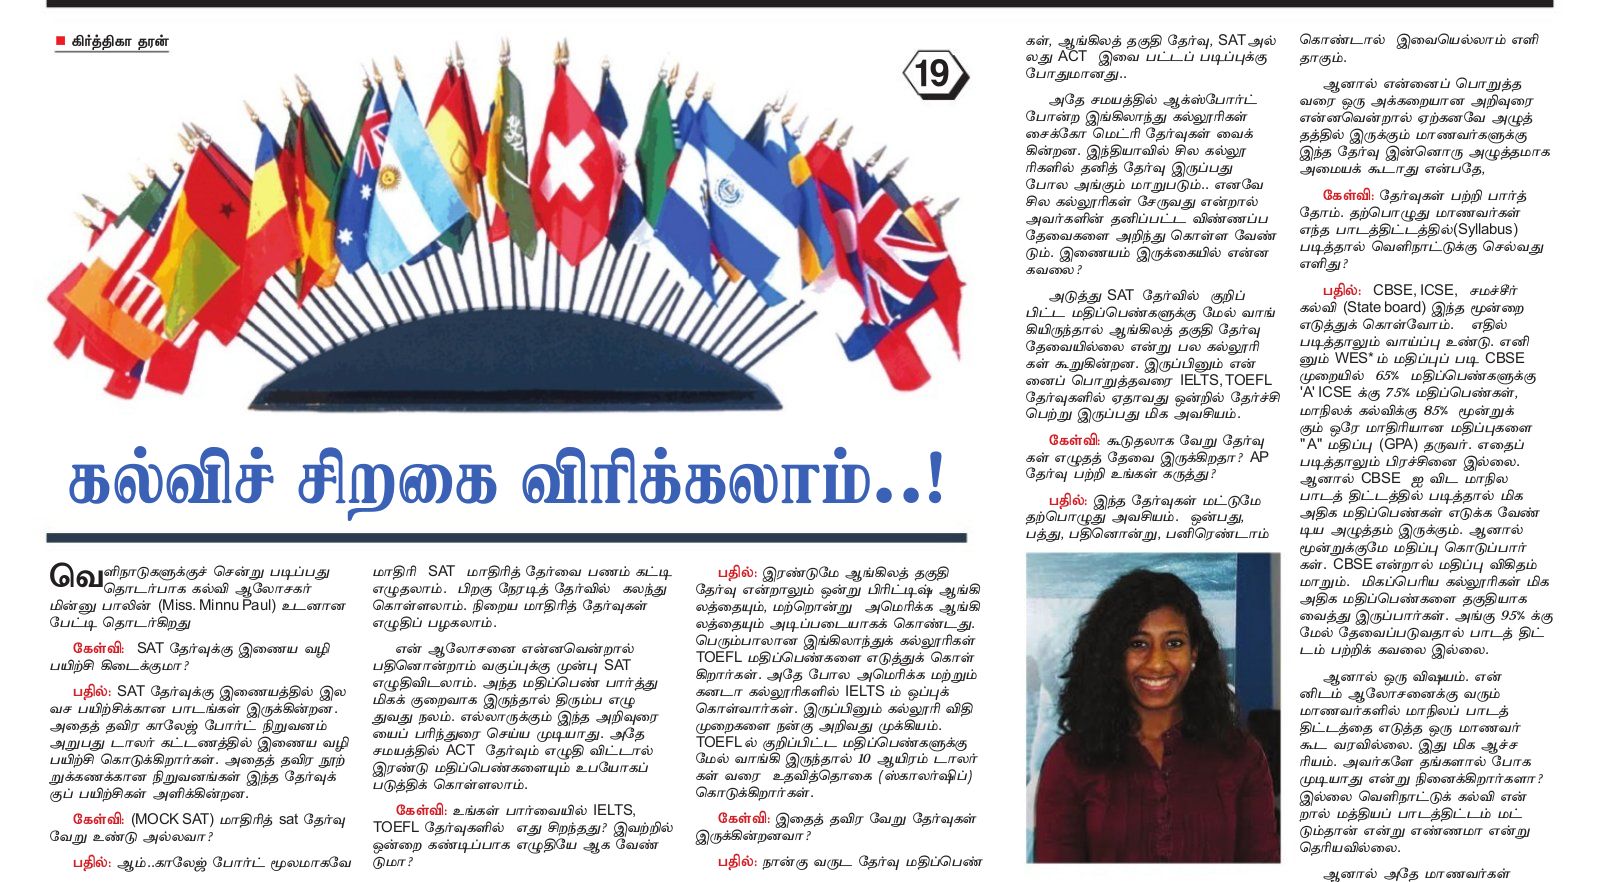 கிர்த்திகா தரன்
19
கல்விச் சிறகை விரிக்கலாம்..!
வெளிநாடுகளுக்குச் சென்று படிப்பது
தொடர்பாக கல்வி ஆலோசகர்
மின்னு பாலின் (Miss. Minnu Paul) உடனான
பேட்டி தொடர்கிறது
கேள்வி: SAT தேர்வுக்கு இணைய வழி
பயிற்சி கிடைக்குமா?
பதில்: SAT தேர்வுக்கு இணையத்தில் இல
வச பயிற்சிக்கான பாடங்கள் இருக்கின்றன.
அதைத் தவிர காலேஜ் போர்ட் நிறுவனம்
அறுபது டாலர் கட்டணத்தில் இணைய வழி
பயிற்சி கொடுக்கிறார்கள். அதைத் தவிர நூற்
றுக்கணக்கான நிறுவனங்கள் இந்த தேர்வுக்
குப் பயிற்சிகள் அளிக்கின்றன.
கேள்வி: (MOCK SAT) மாதிரித் sat தேர்வு
வேறு உண்டு அல்லவா?
பதில்: ஆம்..காலேஜ் போர்ட் மூலமாகவே
மாதிரி SAT மாதிரித் தேர்வை பணம் கட்டி
எழுதலாம். பிறகு நேரடித் தேர்வில் கலந்து
கொள்ளலாம். நிறைய மாதிரித் தேர்வுகள்
எழுதிப் பழகலாம்.
என் ஆலோசனை என்னவென்றால்
பதினொன்றாம் வகுப்புக்கு முன்பு SAT
எழுதிவிடலாம். அந்த மதிப்பெண் பார்த்து
மிகக் குறைவாக இருந்தால் திரும்ப எழு
துவது நலம். எல்லாருக்கும் இந்த அறிவுரை
யைப் பரிந்துரை செய்ய முடியாது. அதே
சமயத்தில் ACT தேர்வும் எழுதி விட்டால்
இரண்டு மதிப்பெண்களையும் உபயோகப்
படுத்திக் கொள்ளலாம்.
கேள்வி: உங்கள் பார்வையில் IELTS,
TOEFL தேர்வுகளில் எது சிறந்தது? இவற்றில்
ஒன்றை கண்டிப்பாக எழுதியே ஆக வேண்
டுமா?
பதில்: இரண்டுமே ஆங்கிலத் தகுதி
தேர்வு என்றாலும் ஒன்று பிரிட்டிஷ் ஆங்கி
லத்தையும், மற்றொன்று அமெரிக்க ஆங்கி
லத்தையும் அடிப்படையாகக் கொண்டது.
பெரும்பாலான இங்கிலாந்துக் கல்லூரிகள்
TOEFL மதிப்பெண்களை எடுத்துக் கொள்
கிறார்கள். அதே போல அமெரிக்க மற்றும்
கனடா கல்லூரிகளில் IELTS ம் ஒப்புக்
கொள்வார்கள். இருப்பினும் கல்லூரி விதி
முறைகளை நன்கு அறிவது முக்கியம்.
TOEFL ல் குறிப்பிட்ட மதிப்பெண்களுக்கு
மேல் வாங்கி இருந்தால் 10 ஆயிரம் டாலர்
கள் வரை உதவித்தொகை (ஸ்காலர்ஷிப்)
கொடுக்கிறார்கள்.
கேள்வி: இதைத் தவிர வேறு தேர்வுகள்
இருக்கின்றனவா?
பதில்: நான்கு வருட தேர்வு மதிப்பெண்
கள், ஆங்கிலத் தகுதி தேர்வு, SAT அல்
லது ACT இவை பட்டப் படிப்புக்கு
போதுமானது..
அதே சமயத்தில் ஆக்ஸ்போர்ட்
போன்ற இங்கிலாந்து கல்லூரிகள்
சைக்கோ மெட்ரி தேர்வுகள் வைக்
கின்றன. இந்தியாவில் சில கல்லூ
ரிகளில் தனித் தேர்வு இருப்பது
போல அங்கும் மாறுபடும்.. எனவே
சில கல்லூரிகள் சேருவது என்றால்
அவர்களின் தனிப்பட்ட விண்ணப்ப
தேவைகளை அறிந்து கொள்ள வேண்
டும். இணையம் இருக்கையில் என்ன
கவலை?
அடுத்து SAT தேர்வில் குறிப்
பிட்ட மதிப்பெண்களுக்கு மேல் வாங்
கியிருந்தால் ஆங்கிலத் தகுதி தேர்வு
தேவையில்லை என்று பல கல்லூரி
கள் கூறுகின்றன. இருப்பினும் என்
னைப் பொறுத்தவரை IELTS, TOEFL
தேர்வுகளில் ஏதாவது ஒன்றில் தேர்ச்சி
பெற்று இருப்பது மிக அவசியம்.
கேள்வி: கூடுதலாக வேறு தேர்வு
கள் எழுதத் தேவை இருக்கிறதா? AP
தேர்வு பற்றி உங்கள் கருத்து?
பதில்: இந்த தேர்வுகள் மட்டுமே
தற்பொழுது அவசியம். ஒன்பது,
பத்து, பதினொன்று, பனிரெண்டாம்
கொண்டால் இவையெல்லாம் எளி
தாகும்.
ஆனால் என்னைப் பொறுத்த
வரை ஒரு அக்கறையான அறிவுரை
என்னவென்றால் ஏற்கனவே அழுத்
தத்தில் இருக்கும் மாணவர்களுக்கு
இந்த தேர்வு இன்னொரு அழுத்தமாக
அமையக் கூடாது என்பதே,
கேள்வி: தேர்வுகள் பற்றி பார்த்
தோம். தற்பொழுது மாணவர்கள்
எந்த பாடத்திட்டத்தில்(Syllabus)
படித்தால் வெளிநாட்டுக்கு செல்வது
எளிது?
பதில்: CBSE, ICSE, சமச்சீர்
கல்வி (State board) இந்த மூன்றை
எடுத்துக் கொள்வோம். எதில்
படித்தாலும் வாய்ப்பு உண்டு. எனி
னும் WES* ம் மதிப்புப் படி CBSE
முறையில் 65% மதிப்பெண்களுக்கு
'A' ICSE க்கு 75% மதிப்பெண்கள்,
மாநிலக் கல்விக்கு 85% மூன்றுக்
கும் ஒரே மாதிரியான மதிப்புகளை
"A" மதிப்பு (GPA) தருவர். எதைப்
படித்தாலும் பிரச்சினை இல்லை.
ஆனால் CBSE ஐ விட மாநில
பாடத் திட்டத்தில் படித்தால் மிக
அதிக மதிப்பெண்கள் எடுக்க வேண்
டிய அழுத்தம் இருக்கும். ஆனால்
மூன்றுக்குமே மதிப்பு கொடுப்பார்
கள். CBSE என்றால் மதிப்பு விகிதம்
மாறும். மிகப்பெரிய கல்லூரிகள் மிக
அதிக மதிப்பெண்களை தகுதியாக
வைத்து இருப்பார்கள். அங்கு 95% க்கு
மேல் தேவைப்படுவதால் பாடத் திட்
டம் பற்றிக் கவலை இல்லை.
ஆனால் ஒரு விஷயம். என்
னிடம் ஆலோசனைக்கு வரும்
மாணவர்களில் மாநிலப் பாடத்
திட்டத்தை எடுத்த ஒரு மாணவர்
கூட வரவில்லை. இது மிக ஆச்ச
ரியம். அவர்களே தங்களால் போக
முடியாது என்று நினைக்கிறார்களா?
இல்லை வெளிநாட்டுக் கல்வி என்
றால் மத்தியப் பாடத்திட்டம் மட்
டும்தான் என்று எண்ணமா என்று
தெரியவில்லை.
ஆனால் அதே மாணவர்கள்